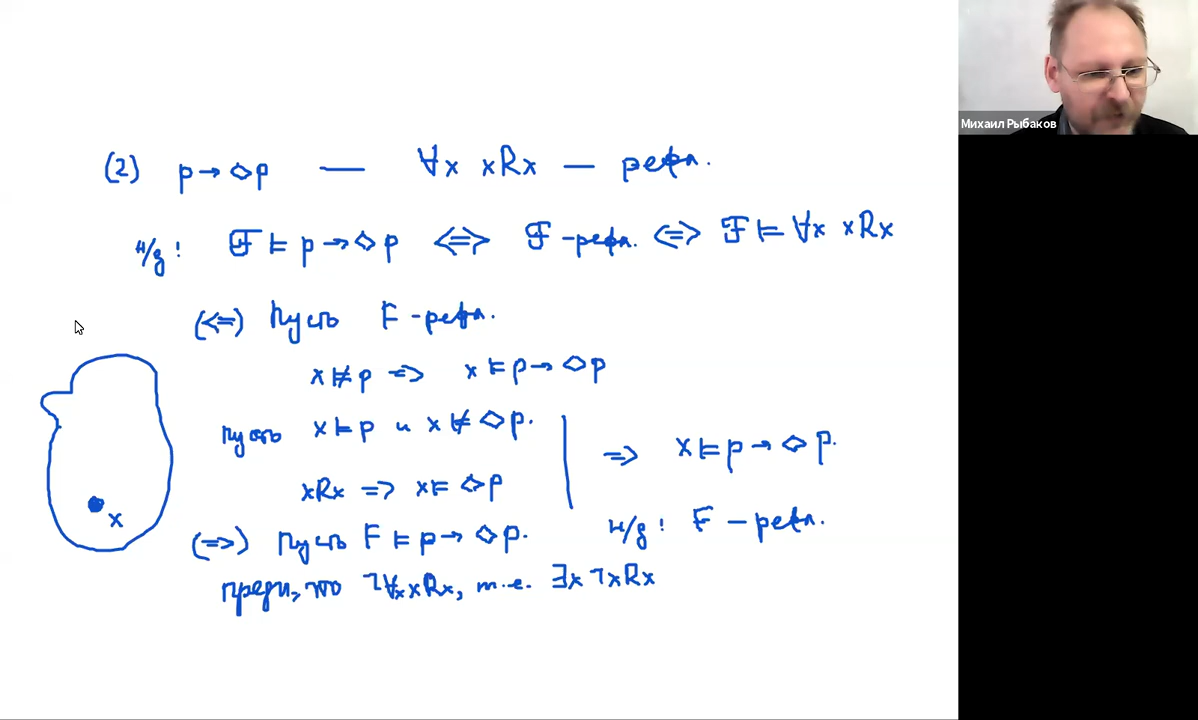 (2) p → ◇p — ∀x xRx — рефл.
н/д! 𝔉 ⊨ p → ◇p ⟺ 𝔉 - рефл. ⟺ 𝔉 ⊨ ∀x xRx
(⇐) Пусть F - рефл.
x ⊭ p ⇒ x ⊨ p → ◇p
Пусть x ⊨ p и x ⊭ ◇p.
xRx ⇒ x ⊨ ◇p
⇒ x ⊨ p → ◇p.
(⇒) Пусть F ⊨ p → ◇p. н/д! F - рефл.
предп., что ¬∀x xRx, т.е. ∃x ¬xRx
x
Михаил Рыбаков